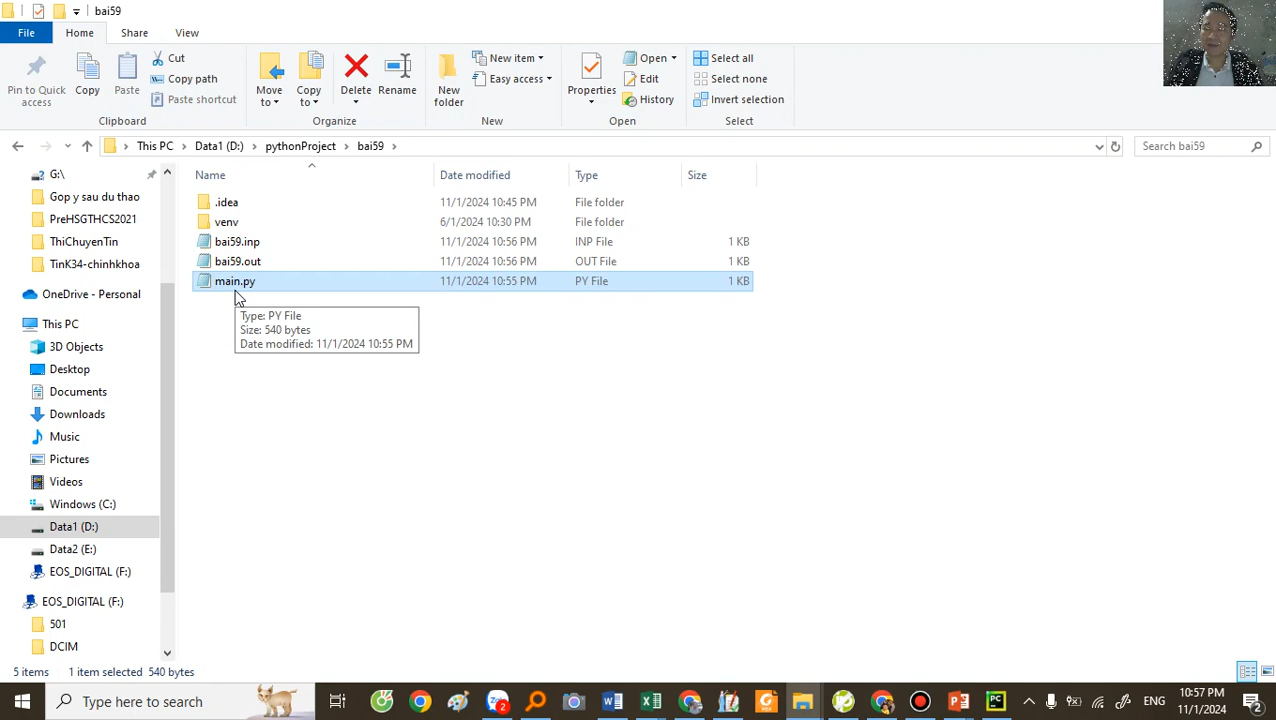 bai59
File
Home
Share
View
Pin to Quick access
Copy
Paste
Cut
Copy path
Paste shortcut
Clipboard
Move to
Copy to
Delete
Rename
Organize
New folder
New item
Easy access
New
Properties
Open
Edit
History
Open
Select all
Select none
Invert selection
Select
This PC > Data1 (D:) > pythonProject > bai59 >
Search bai59
G:\
Gop y sau du thao
PreHSGTHCS2021
ThiChuyenTin
TinK34-chinhkhoa
OneDrive - Personal
This PC
3D Objects
Desktop
Documents
Downloads
Music
Pictures
Videos
Windows (C:)
Data1 (D:)
Data2 (E:)
EOS_DIGITAL (F:)
EOS_DIGITAL (F:)
501
DCIM
Name Date modified Type Size
.idea 11/1/2024 10:45 PM File folder
venv 6/1/2024 10:30 PM File folder
bai59.inp 11/1/2024 10:56 PM INP File 1 KB
bai59.out 11/1/2024 10:56 PM OUT File 1 KB
main.py 11/1/2024 10:55 PM PY File 1 KB
Type: PY File
Size: 540 bytes
Date modified: 11/1/2024 10:55 PM
5 items 1 item selected 540 bytes
Type here to search
ENG
10:57 PM
11/1/2024
2